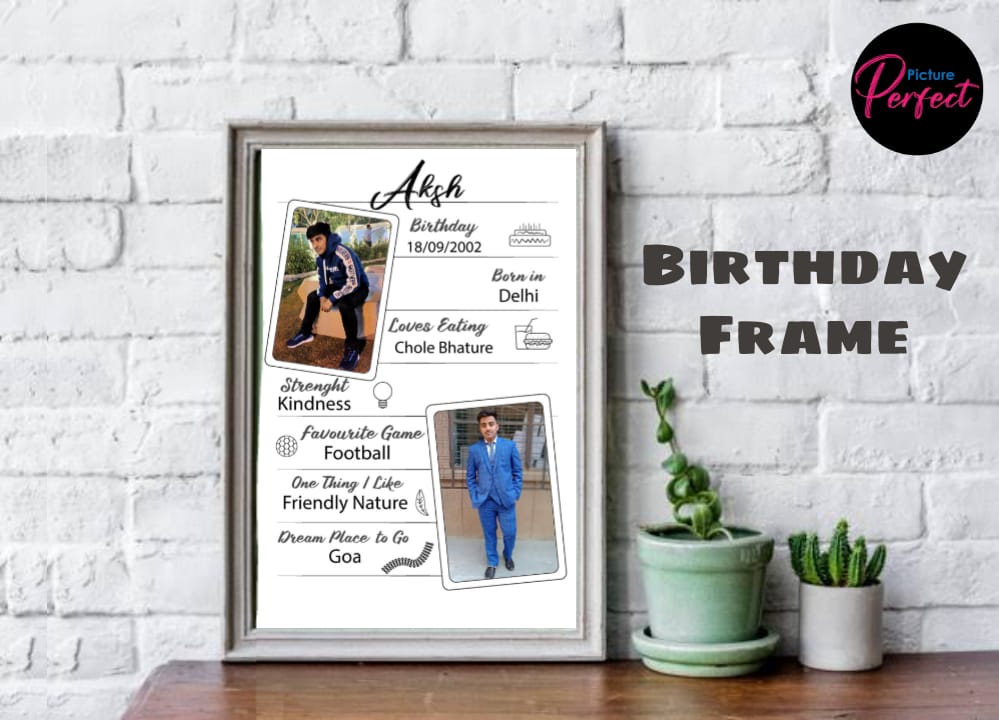 Picture
Perfect
Aksh
Birthday
18/09/2002
Born in
Delhi
Loves Eating
Chole Bhature
Strenght
Kindness
Favourite Game
Football
One Thing I Like
Friendly Nature
Dream Place to Go
Goa
Birthday
Frame